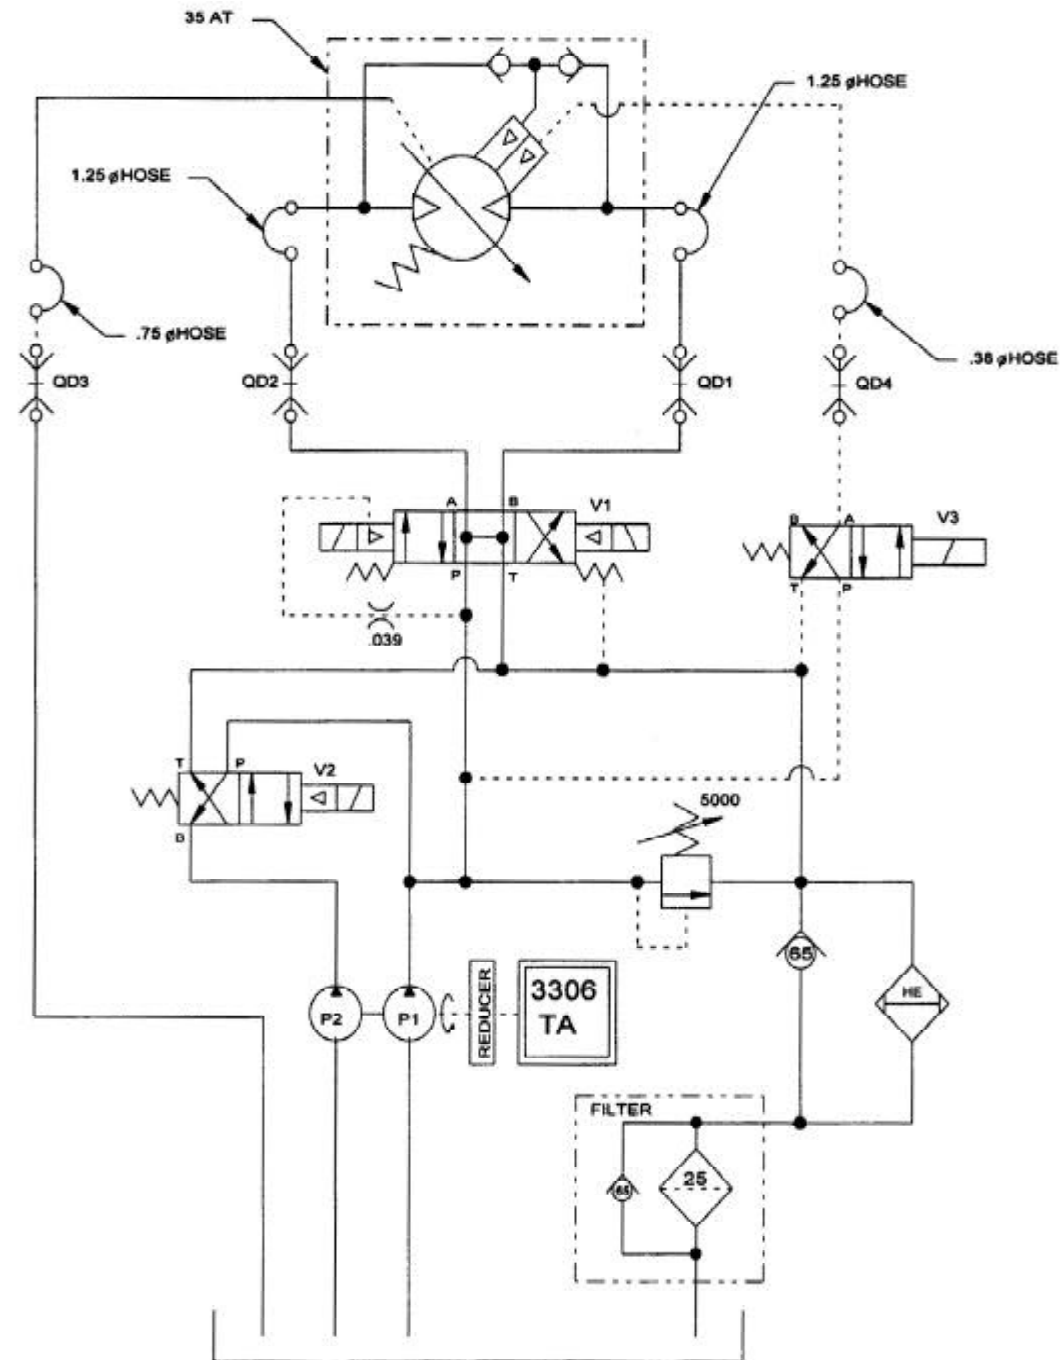 35 AT
1.25 øHOSE
1.25 øHOSE
.75 øHOSE
.38 øHOSE
QD3
QD2
QD1
QD4
A
B
V1
P
T
B
A
V3
T
P
.039
T
P
V2
B
5000
65
HE
P2
P1
REDUCER
3306
TA
FILTER
65
25